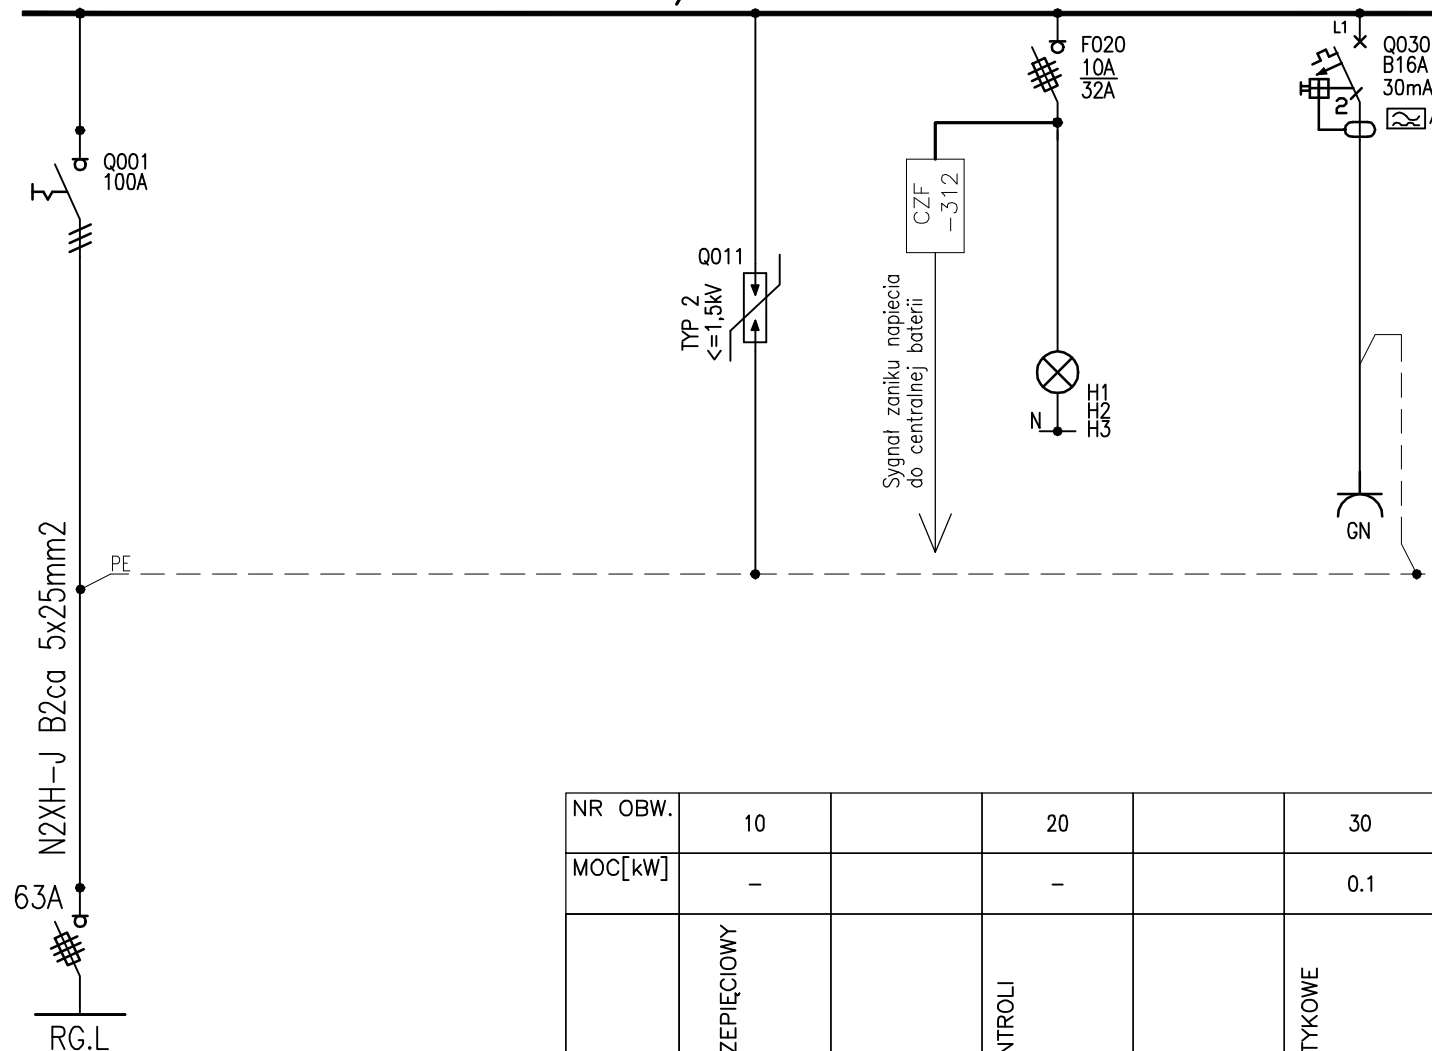 Q001
100A
Q011
TYP 2
<=1,5kV
F020
10A
32A
CZF
-312
Sygnał zaniku napiecia
do centralnej baterii
H1
H2
H3
N
L1
Q030
B16A
30mA
2
GN
PE
N2XH-J B2ca 5x25mm2
63A
RG.L
NR OBW.
10
20
30
MOC[kW]
-
-
0.1
ZEPIĘCIOWY
NTROLI
TYKOWE